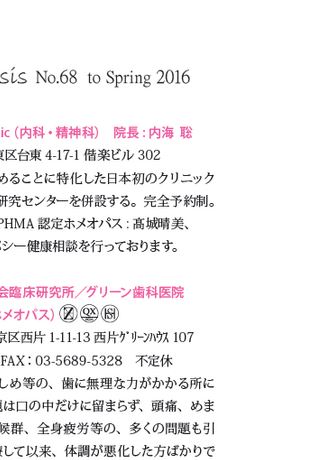 sis No.68 to Spring 2016
ic（内科・精神科） 院長：内海 聡
東区台東 4-17-1 偕楽ビル 302
めることに特化した日本初のクリニック
研究センターを併設する。完全予約制。
PHMA 認定ホメオパス：髙城晴美、
パシー健康相談を行っております。
会臨床研究所／グリーン歯科医院
メオパス）
京区西片 1-11-13 西片ｸﾞﾘｰﾝﾊｳｽ 107
FAX：03-5689-5328 不定休
しめ等の、歯に無理な力がかかる所に
題は口の中だけに留まらず、頭痛、めま
候群、全身疲労等の、多くの問題も引
療して以来、体調が悪化した方ばかりで